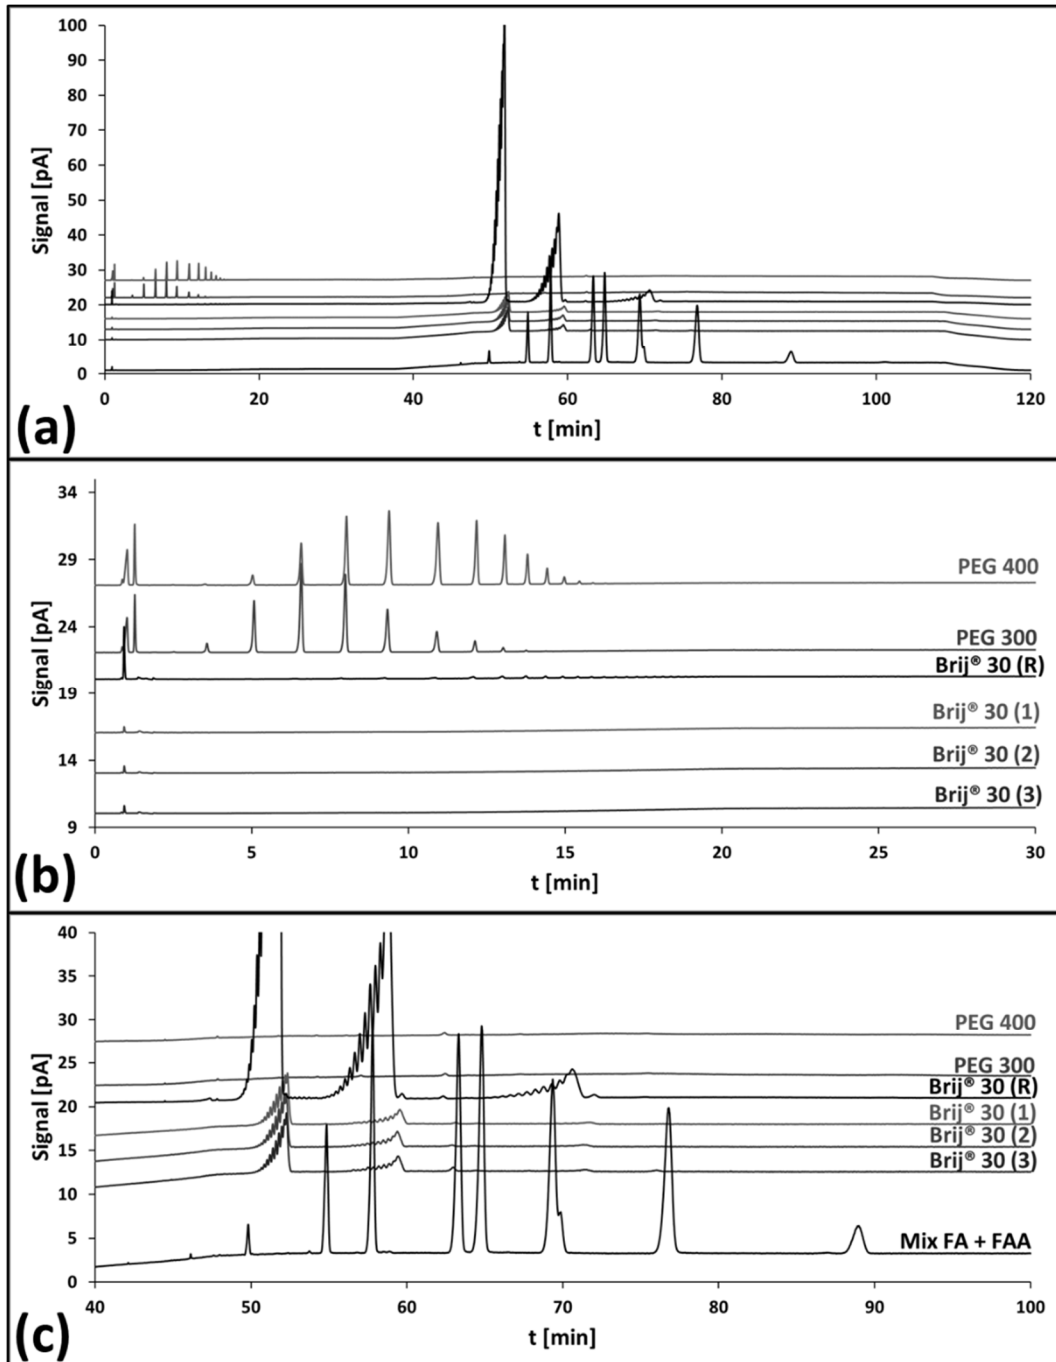 100
90
80
70
60
50
40
30
20
10
0
Signal [pA]
0 20 40 60 80 100 120
t [min]
(a)
34
29
24
19
14
9
Signal [pA]
PEG 400
PEG 300
Brij® 30 (R)
Brij® 30 (1)
Brij® 30 (2)
Brij® 30 (3)
0 5 10 15 20 25 30
t [min]
(b)
40
35
30
25
20
15
10
5
0
Signal [pA]
PEG 400
PEG 300
Brij® 30 (R)
Brij® 30 (1)
Brij® 30 (2)
Brij® 30 (3)
Mix FA + FAA
40 50 60 70 80 90 100
t [min]
(c)